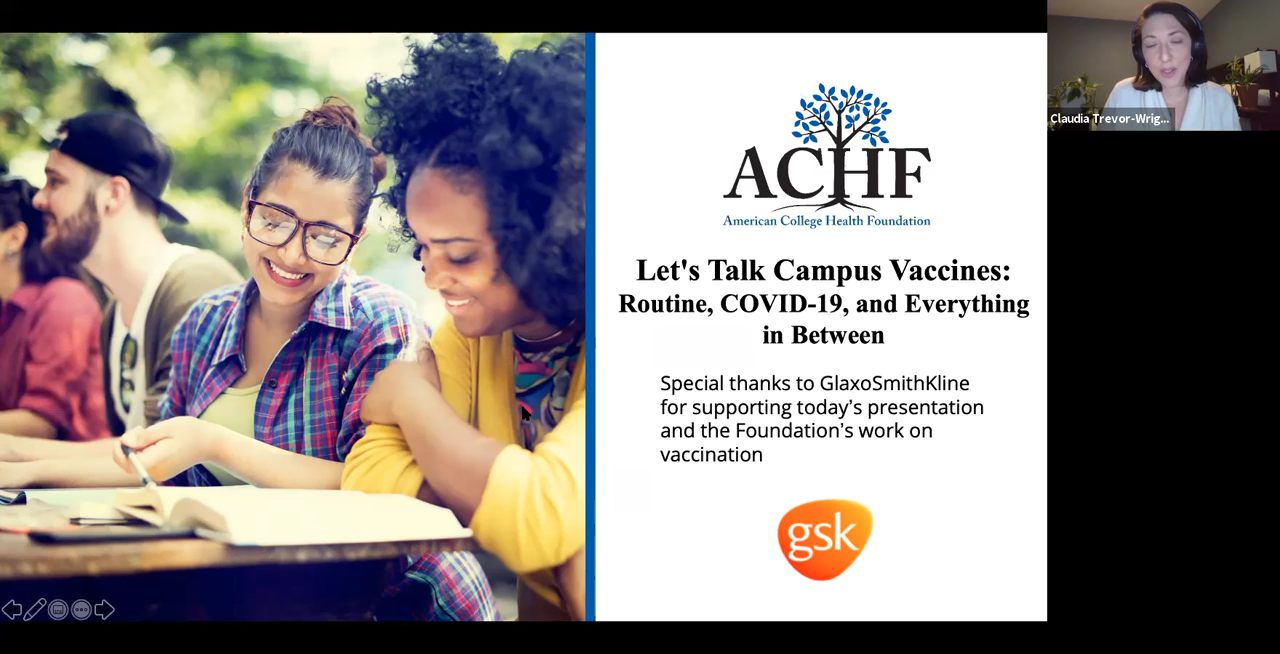 Claudia Trevor-Wrig...
ACHF
American College Health Foundation
Let's Talk Campus Vaccines:
Routine, COVID-19, and Everything
in Between
Special thanks to GlaxoSmithKline
for supporting today’s presentation
and the Foundation’s work on
vaccination
gsk